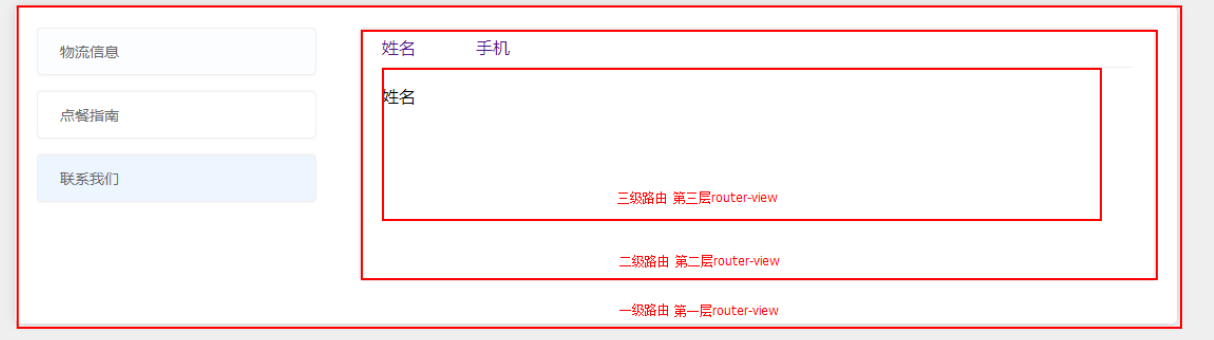 物流信息
点餐指南
联系我们
姓名 手机
姓名
三级路由 第三层router-view
二级路由 第二层router-view
一级路由 第一层router-view